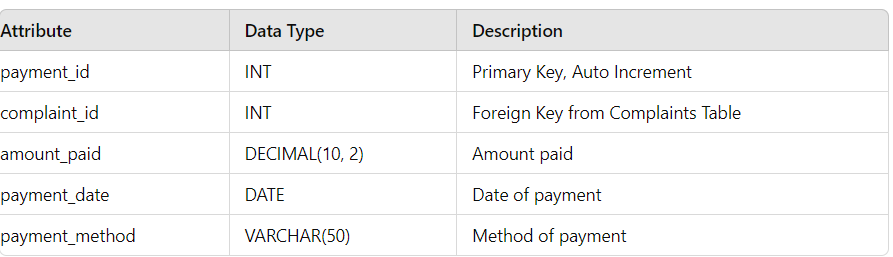 Attribute Data Type Description
payment_id INT Primary Key, Auto Increment
complaint_id INT Foreign Key from Complaints Table
amount_paid DECIMAL(10, 2) Amount paid
payment_date DATE Date of payment
payment_method VARCHAR(50) Method of payment